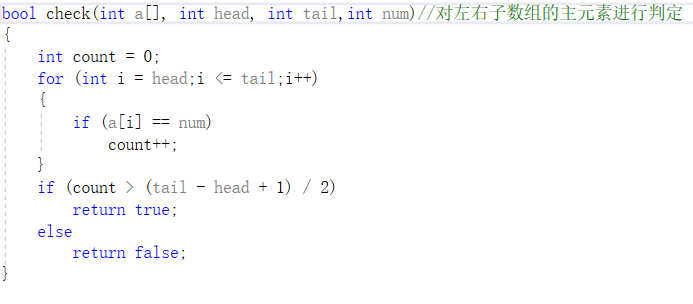 bool check(int a[], int head, int tail,int num)//对左右子数组的主元素进行判定
{
    int count = 0;
    for (int i = head;i <= tail;i++)
    {
        if (a[i] == num)
            count++;
    }
    if (count > (tail - head + 1) / 2)
        return true;
    else
        return false;
}